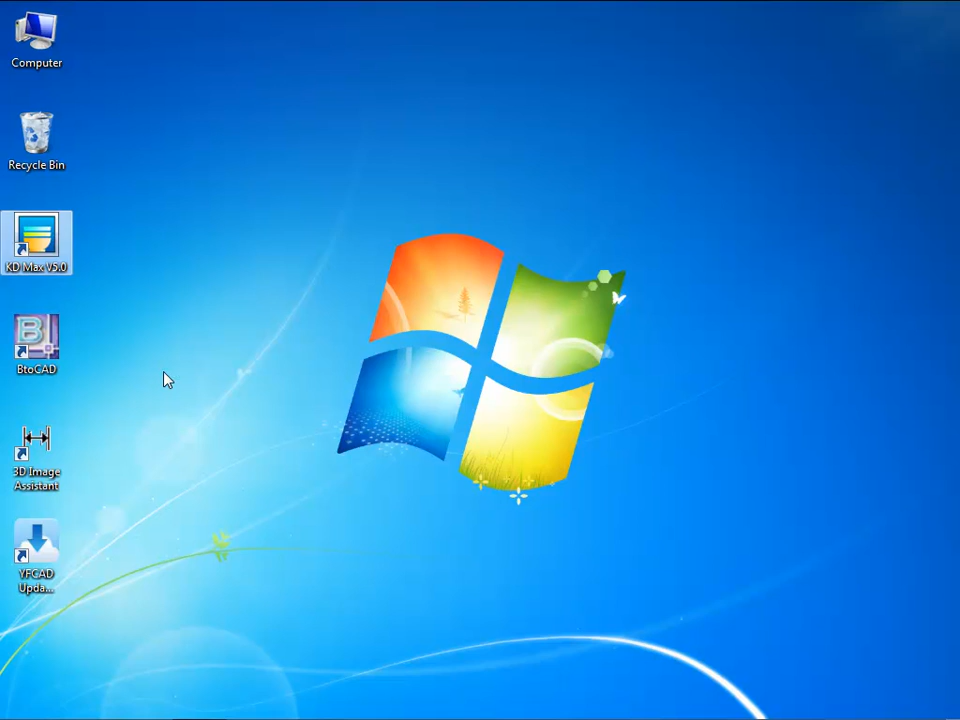 Computer
Recycle Bin
KD Max V5.0
BtoCAD
3D Image
Assistant
YFCAD
Upda...